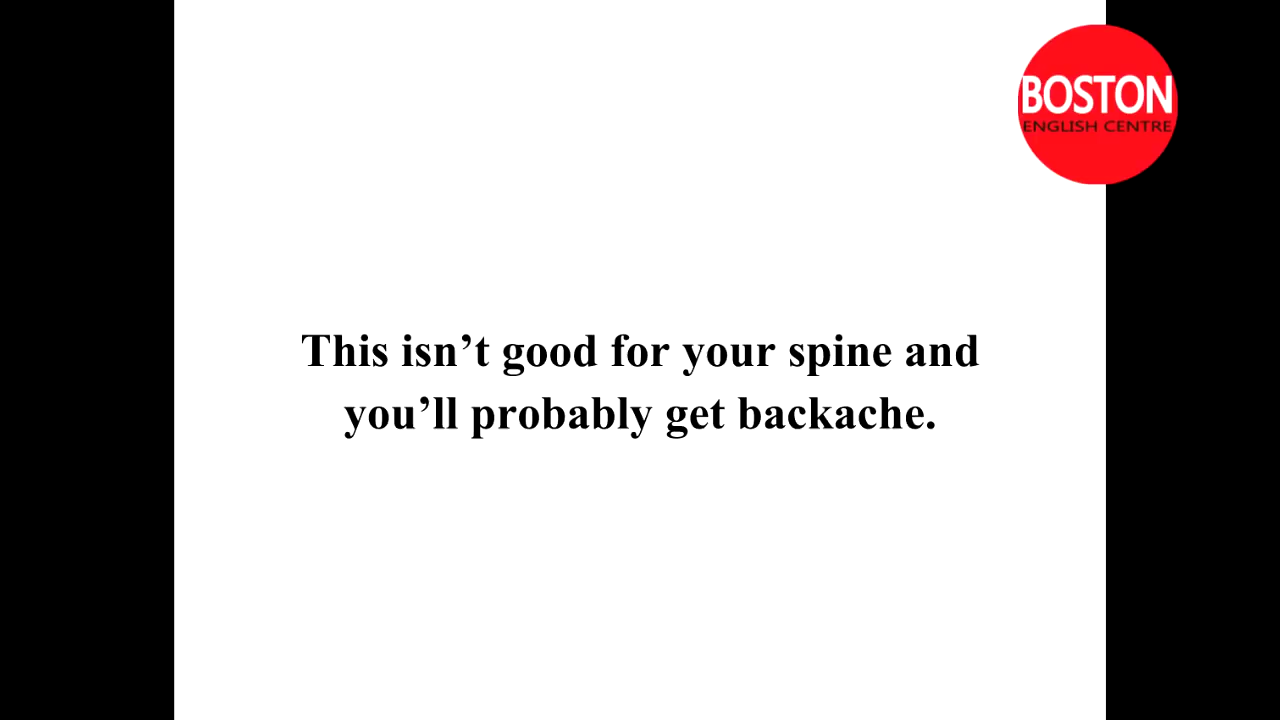 BOSTON
ENGLISH CENTRE
This isn’t good for your spine and
you’ll probably get backache.